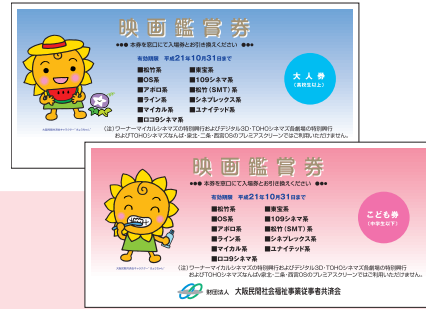 映画鑑賞券
●●● 本券を窓口にて入場券とお引き換えください ●●●
有効期限 平成21年10月31日まで
■松竹系 ■東宝系
■OS系 ■109シネマ系
■アポロ系 ■松竹(SMT)系
■ライン系 ■シネプレックス系
■マイカル系 ■ユナイテッド系
■ロコ9シネマ系
大人券
(高校生以上)
(注)ワーナーマイカルシネマズの特別興行およびデジタル3D・TOHOシネマズ各劇場の特別興行
およびTOHOシネマズなんば・泉北・二条・西宮OSのプレミアスクリーンではご利用いただけません。
映画鑑賞券
●●● 本券を窓口にて入場券とお引き換えください ●●●
有効期限 平成21年10月31日まで
■松竹系 ■東宝系
■OS系 ■109シネマ系
■アポロ系 ■松竹(SMT)系
■ライン系 ■シネプレックス系
■マイカル系 ■ユナイテッド系
■ロコ9シネマ系
こども券
(中学生以下)
(注)ワーナーマイカルシネマズの特別興行およびデジタル3D・TOHOシネマズ各劇場の特別興行
およびTOHOシネマズなんば・泉北・二条・西宮OSのプレミアスクリーンではご利用いただけません。
財団法人 大阪民間社会福祉事業従事者共済会